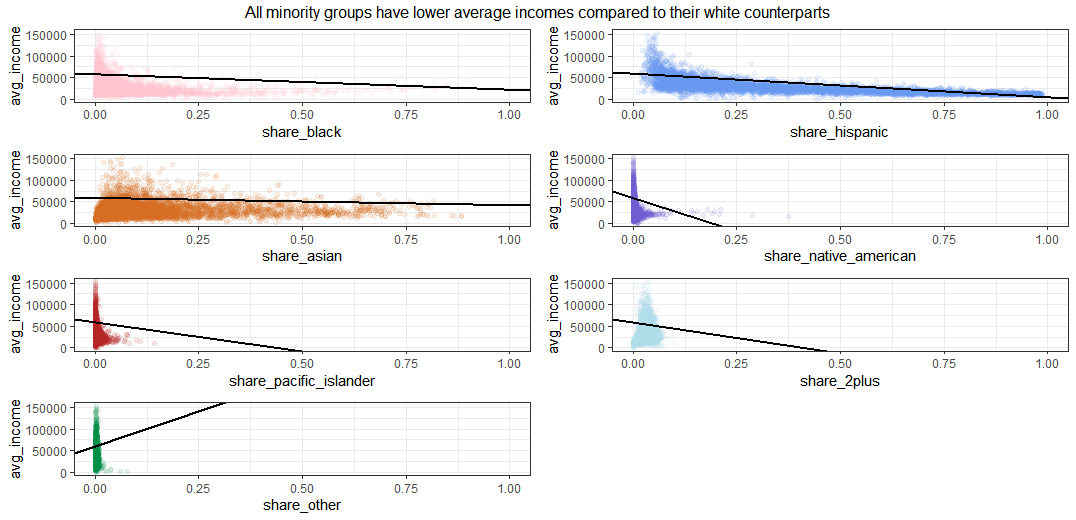 All minority groups have lower average incomes compared to their white counterparts
avg_income
150000
100000
50000
0
0.00 0.25 0.50 0.75 1.00
share_black
avg_income
150000
100000
50000
0
0.00 0.25 0.50 0.75 1.00
share_hispanic
avg_income
150000
100000
50000
0
0.00 0.25 0.50 0.75 1.00
share_asian
avg_income
150000
100000
50000
0
0.00 0.25 0.50 0.75 1.00
share_native_american
avg_income
150000
100000
50000
0
0.00 0.25 0.50 0.75 1.00
share_pacific_islander
avg_income
150000
100000
50000
0
0.00 0.25 0.50 0.75 1.00
share_2plus
avg_income
150000
100000
50000
0
0.00 0.25 0.50 0.75 1.00
share_other